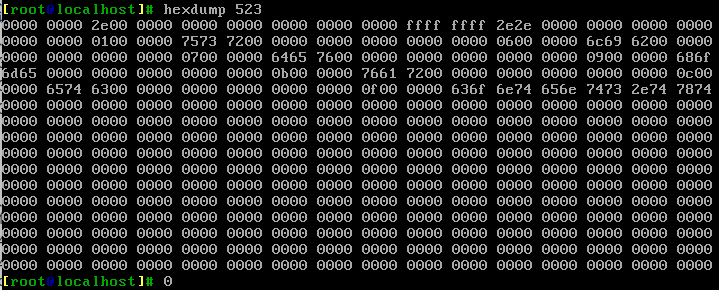 [root@localhost]# hexdump 523
0000 0000 2e00 0000 0000 0000 0000 0000 0000 ffff ffff 2e2e 0000 0000 0000 0000
0000 0000 0100 0000 7573 7200 0000 0000 0000 0000 0000 0600 0000 6c69 6200 0000
0000 0000 0000 0000 0700 0000 6465 7600 0000 0000 0000 0000 0000 0900 0000 686f
6d65 0000 0000 0000 0000 0000 0b00 0000 7661 7200 0000 0000 0000 0000 0000 0c00
0000 6574 6300 0000 0000 0000 0000 0000 0f00 0000 636f 6e74 656e 7473 2e74 7874
0000 0000 0000 0000 0000 0000 0000 0000 0000 0000 0000 0000 0000 0000 0000 0000
0000 0000 0000 0000 0000 0000 0000 0000 0000 0000 0000 0000 0000 0000 0000 0000
0000 0000 0000 0000 0000 0000 0000 0000 0000 0000 0000 0000 0000 0000 0000 0000
0000 0000 0000 0000 0000 0000 0000 0000 0000 0000 0000 0000 0000 0000 0000 0000
0000 0000 0000 0000 0000 0000 0000 0000 0000 0000 0000 0000 0000 0000 0000 0000
0000 0000 0000 0000 0000 0000 0000 0000 0000 0000 0000 0000 0000 0000 0000 0000
0000 0000 0000 0000 0000 0000 0000 0000 0000 0000 0000 0000 0000 0000 0000 0000
0000 0000 0000 0000 0000 0000 0000 0000 0000 0000 0000 0000 0000 0000 0000 0000
0000 0000 0000 0000 0000 0000 0000 0000 0000 0000 0000 0000 0000 0000 0000 0000
0000 0000 0000 0000 0000 0000 0000 0000 0000 0000 0000 0000 0000 0000 0000 0000
0000 0000 0000 0000 0000 0000 0000 0000 0000 0000 0000 0000 0000 0000 0000 0000
[root@localhost]# 0